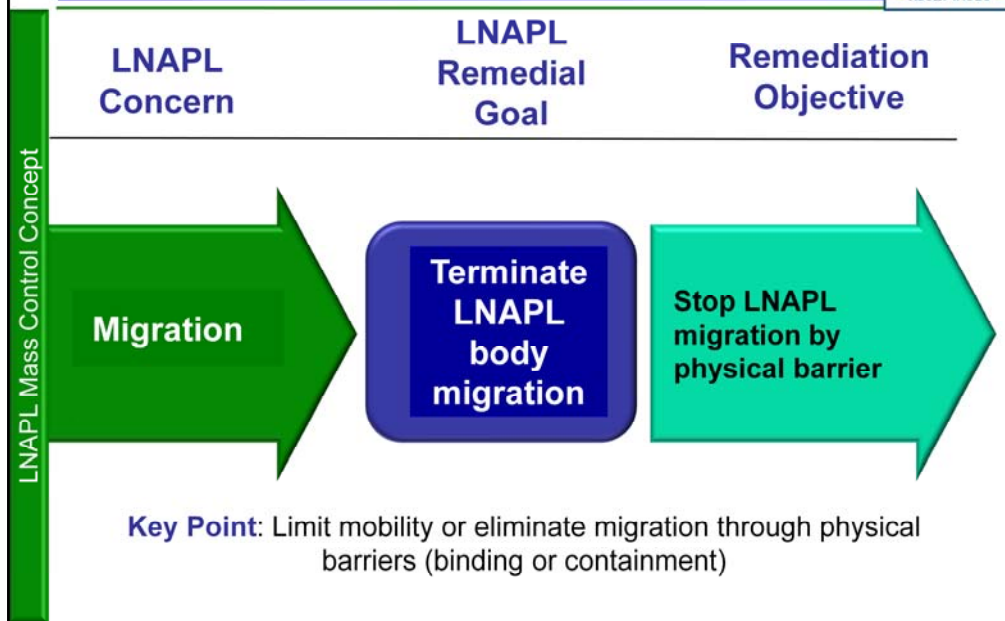 LNAPL
Concern
LNAPL
Remedial
Goal
Remediation
Objective
LNAPL Mass Control Concept
Migration
Terminate
LNAPL
body
migration
Stop LNAPL
migration by
physical barrier
Key Point: Limit mobility or eliminate migration through physical
barriers (binding or containment)